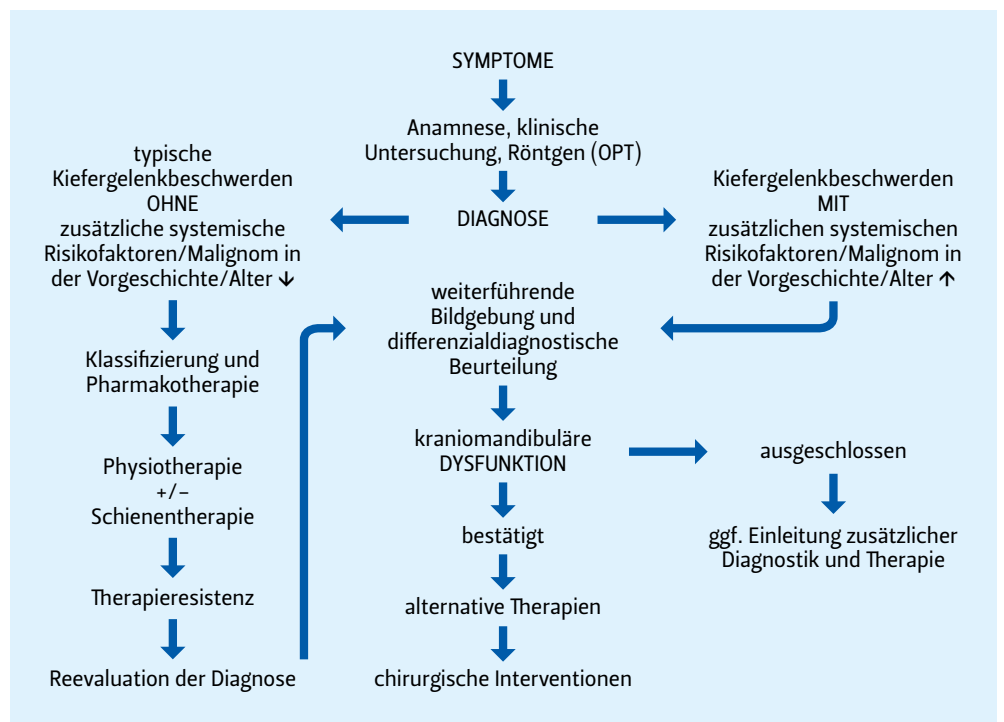 SYMPTOME
Anamnese, klinische
Untersuchung, Röntgen (OPT)
DIAGNOSE
typische
Kiefergelenkbeschwerden
OHNE
zusätzliche systemische
Risikofaktoren/Malignom in
der Vorgeschichte/Alter ↓
Klassifizierung und
Pharmakotherapie
Physiotherapie
+/−
Schienentherapie
Therapieresistenz
Reevaluation der Diagnose
Kiefergelenkbeschwerden
MIT
zusätzlichen systemischen
Risikofaktoren/Malignom in
der Vorgeschichte/Alter ↑
weiterführende
Bildgebung und
differenzialdiagnostische
Beurteilung
kraniomandibuläre
DYSFUNKTION
bestätigt
alternative Therapien
chirurgische Interventionen
ausgeschlossen
ggf. Einleitung zusätzlicher
Diagnostik und Therapie